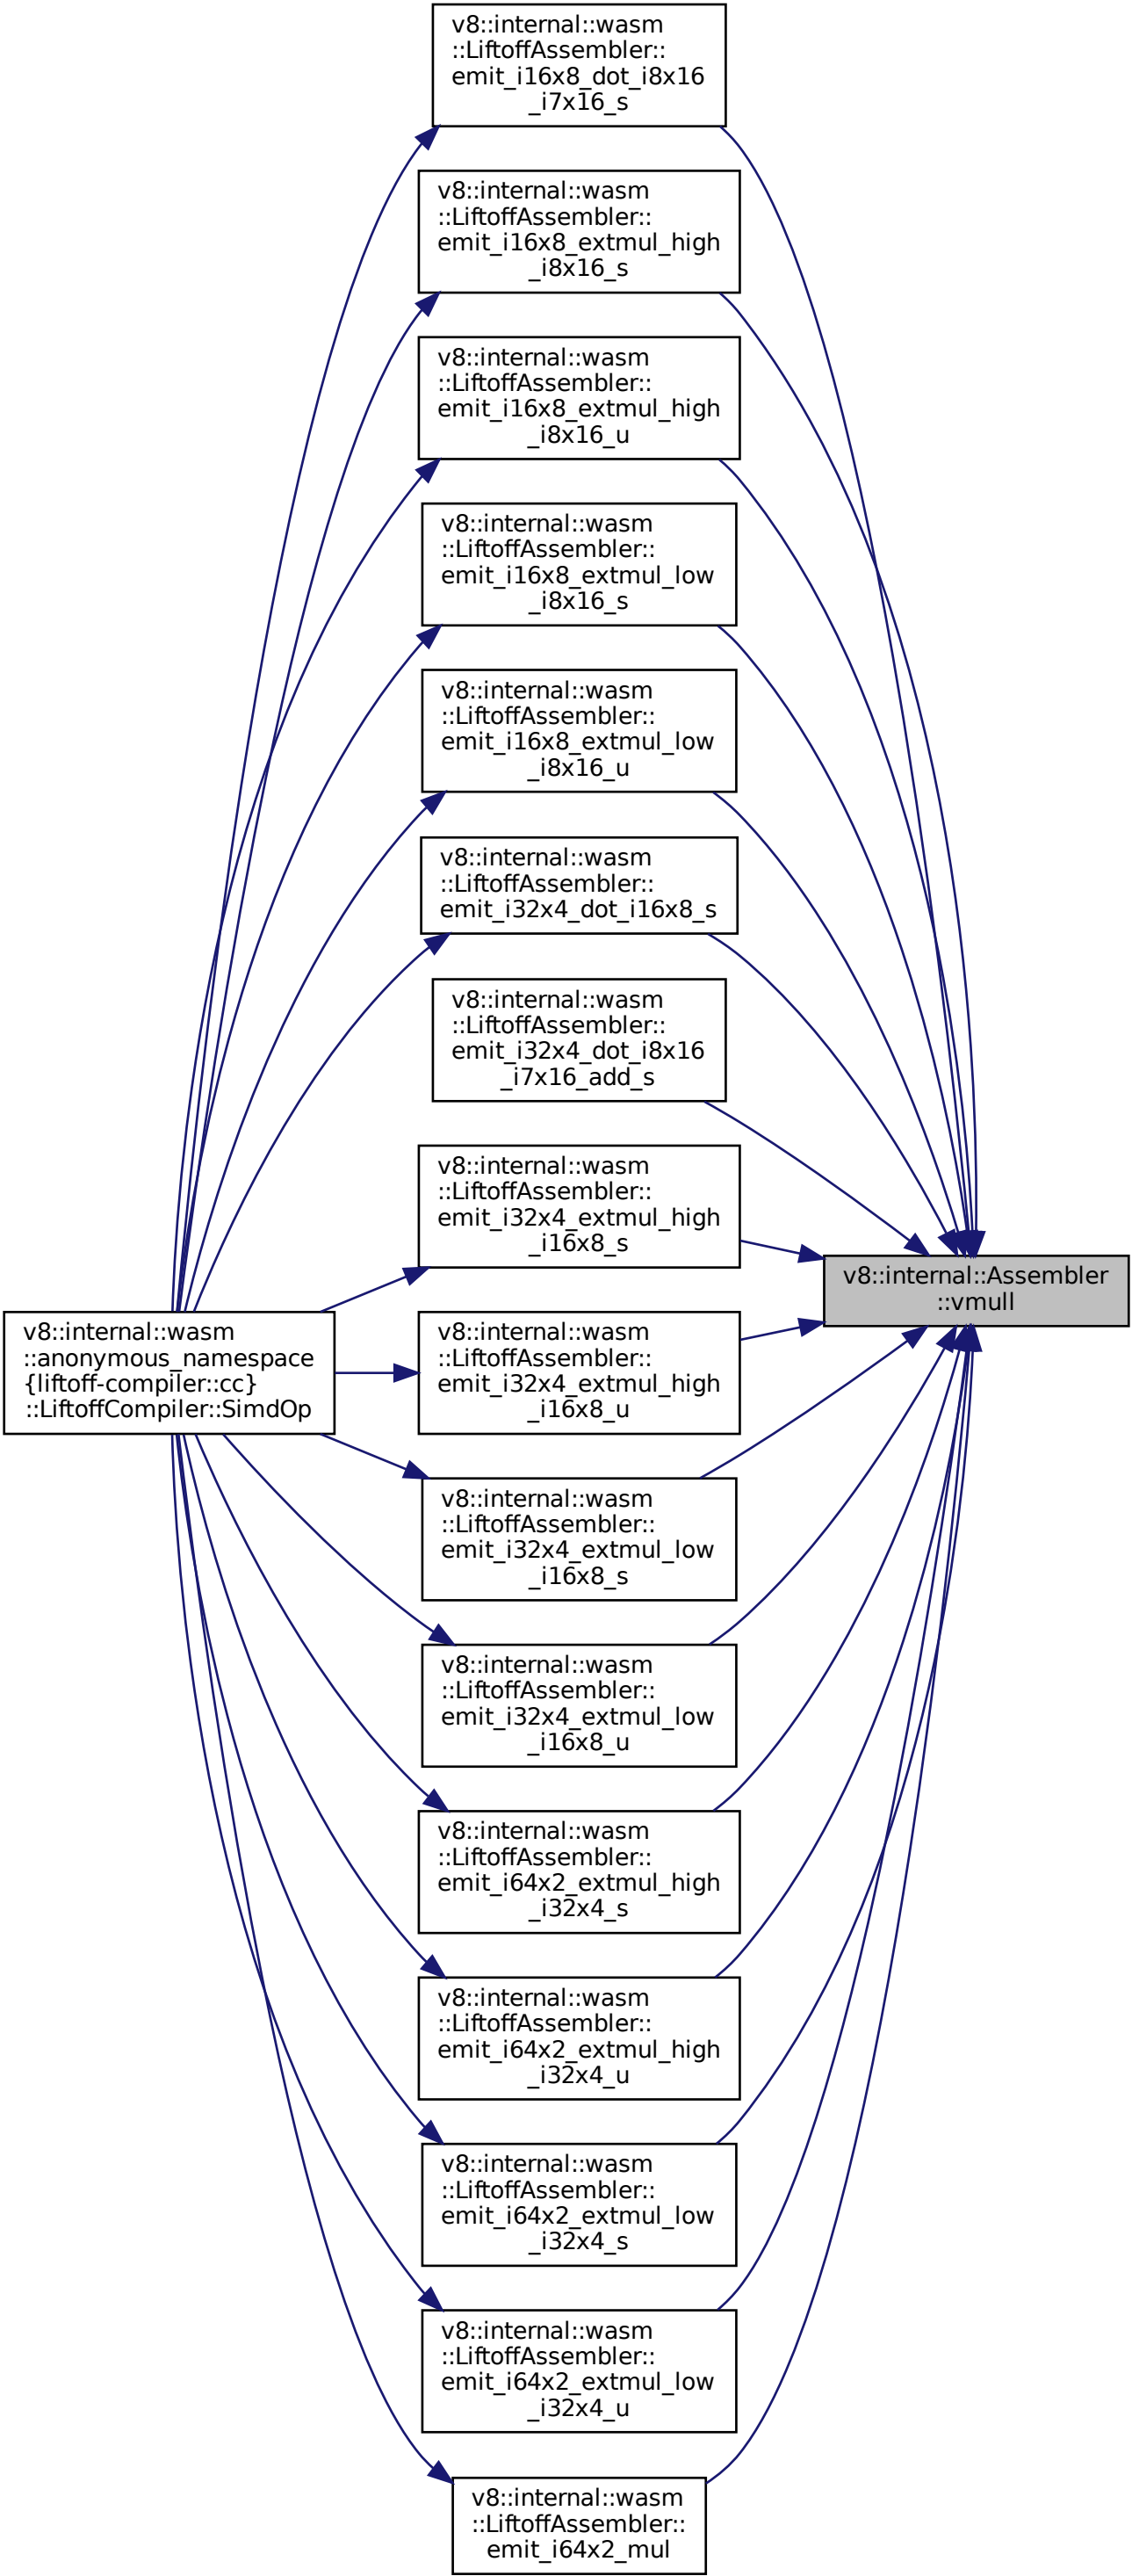 v8::internal::wasm
::LiftoffAssembler::
emit_i16x8_dot_i8x16
_i7x16_s
v8::internal::wasm
::LiftoffAssembler::
emit_i16x8_extmul_high
_i8x16_s
v8::internal::wasm
::LiftoffAssembler::
emit_i16x8_extmul_high
_i8x16_u
v8::internal::wasm
::LiftoffAssembler::
emit_i16x8_extmul_low
_i8x16_s
v8::internal::wasm
::LiftoffAssembler::
emit_i16x8_extmul_low
_i8x16_u
v8::internal::wasm
::LiftoffAssembler::
emit_i32x4_dot_i16x8_s
v8::internal::wasm
::LiftoffAssembler::
emit_i32x4_dot_i8x16
_i7x16_add_s
v8::internal::wasm
::LiftoffAssembler::
emit_i32x4_extmul_high
_i16x8_s
v8::internal::Assembler
::vmull
v8::internal::wasm
::anonymous_namespace
{liftoff-compiler::cc}
::LiftoffCompiler::SimdOp
v8::internal::wasm
::LiftoffAssembler::
emit_i32x4_extmul_high
_i16x8_u
v8::internal::wasm
::LiftoffAssembler::
emit_i32x4_extmul_low
_i16x8_s
v8::internal::wasm
::LiftoffAssembler::
emit_i32x4_extmul_low
_i16x8_u
v8::internal::wasm
::LiftoffAssembler::
emit_i64x2_extmul_high
_i32x4_s
v8::internal::wasm
::LiftoffAssembler::
emit_i64x2_extmul_high
_i32x4_u
v8::internal::wasm
::LiftoffAssembler::
emit_i64x2_extmul_low
_i32x4_s
v8::internal::wasm
::LiftoffAssembler::
emit_i64x2_extmul_low
_i32x4_u
v8::internal::wasm
::LiftoffAssembler::
emit_i64x2_mul